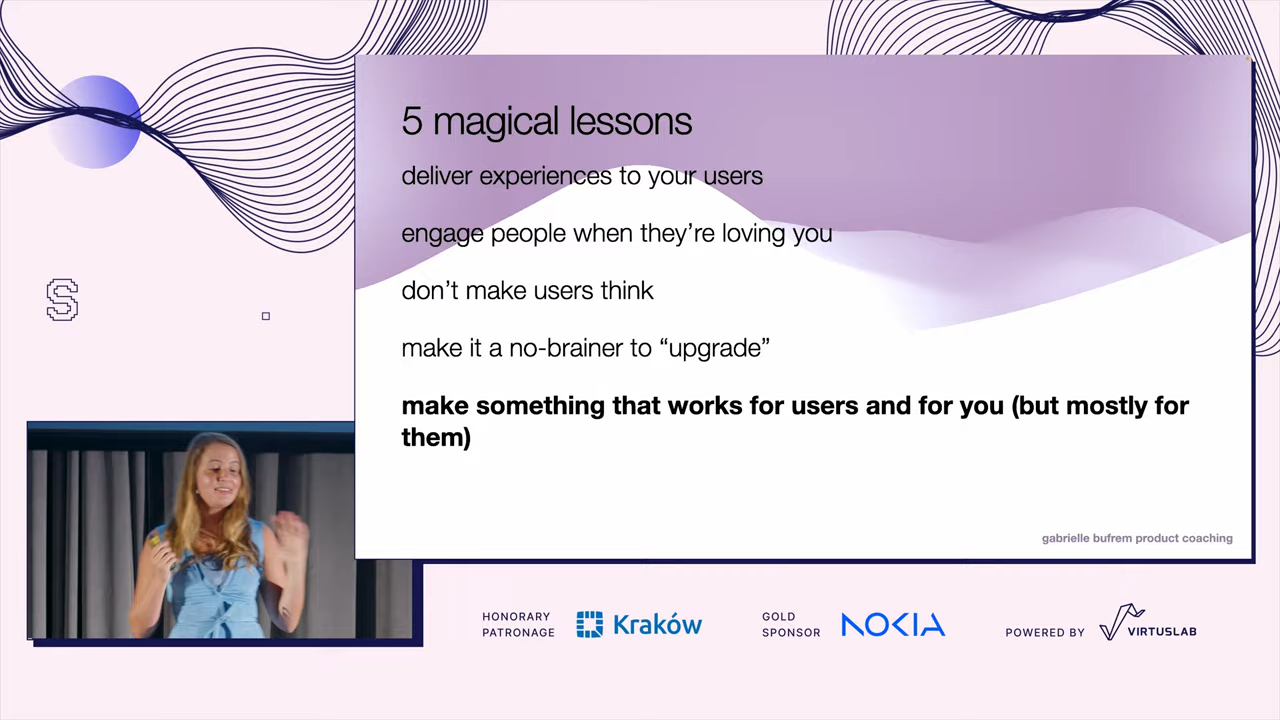 5 magical lessons
deliver experiences to your users
engage people when they're loving you
don't make users think
make it a no-brainer to “upgrade”
make something that works for users and for you (but mostly for
them)
gabrielle bufrem product coaching
S
HONORARY
PATRONAGE
Kraków
GOLD
SPONSOR
NOKIA
POWERED BY
VIRTUSLAB